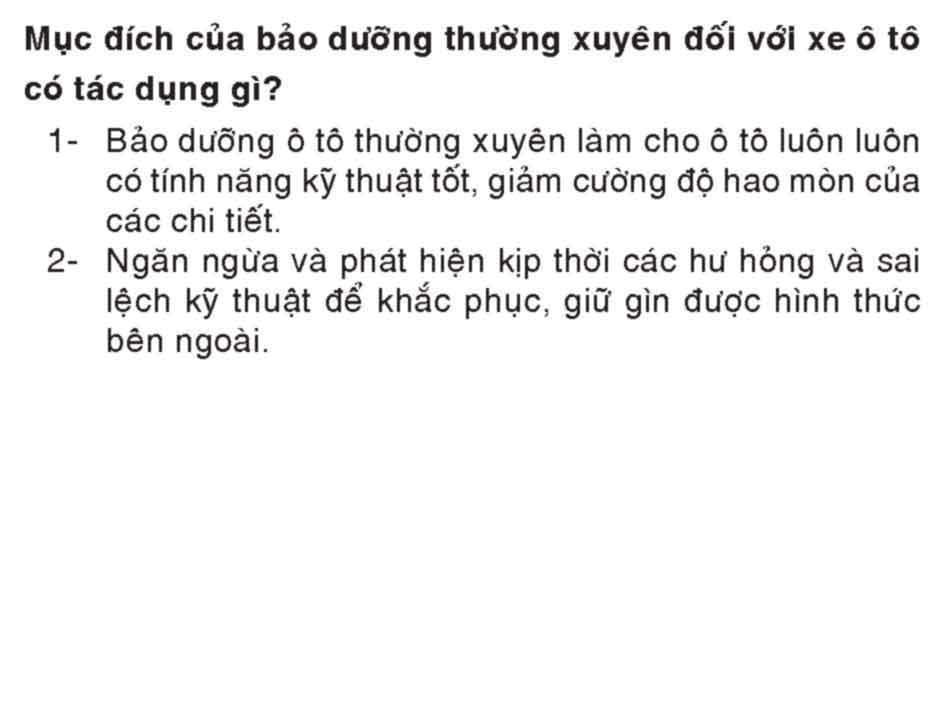 Mục đích của bảo dưỡng thường xuyên đối với xe ô tô
có tác dụng gì?
1- Bảo dưỡng ô tô thường xuyên làm cho ô tô luôn luôn
có tính năng kỹ thuật tốt, giảm cường độ hao mòn của
các chi tiết.
2- Ngăn ngừa và phát hiện kịp thời các hư hỏng và sai
lệch kỹ thuật để khắc phục, giữ gìn được hình thức
bên ngoài.